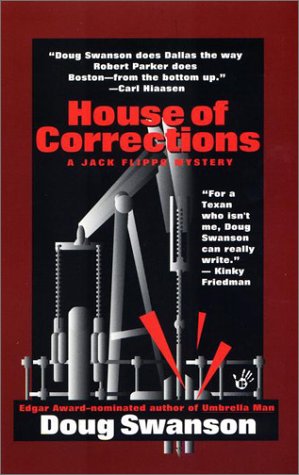 “Doug Swanson does Dallas the way
Robert Parker does
Boston—from the bottom up.”
—Carl Hiaasen
House of
Corrections
A JACK FLIPPO MYSTERY
“For a
Texan
who isn't
me, Doug
Swanson
can really
write.”
— Kinky
Friedman
Edgar Award–nominated author of Umbrella Man
Doug Swanson